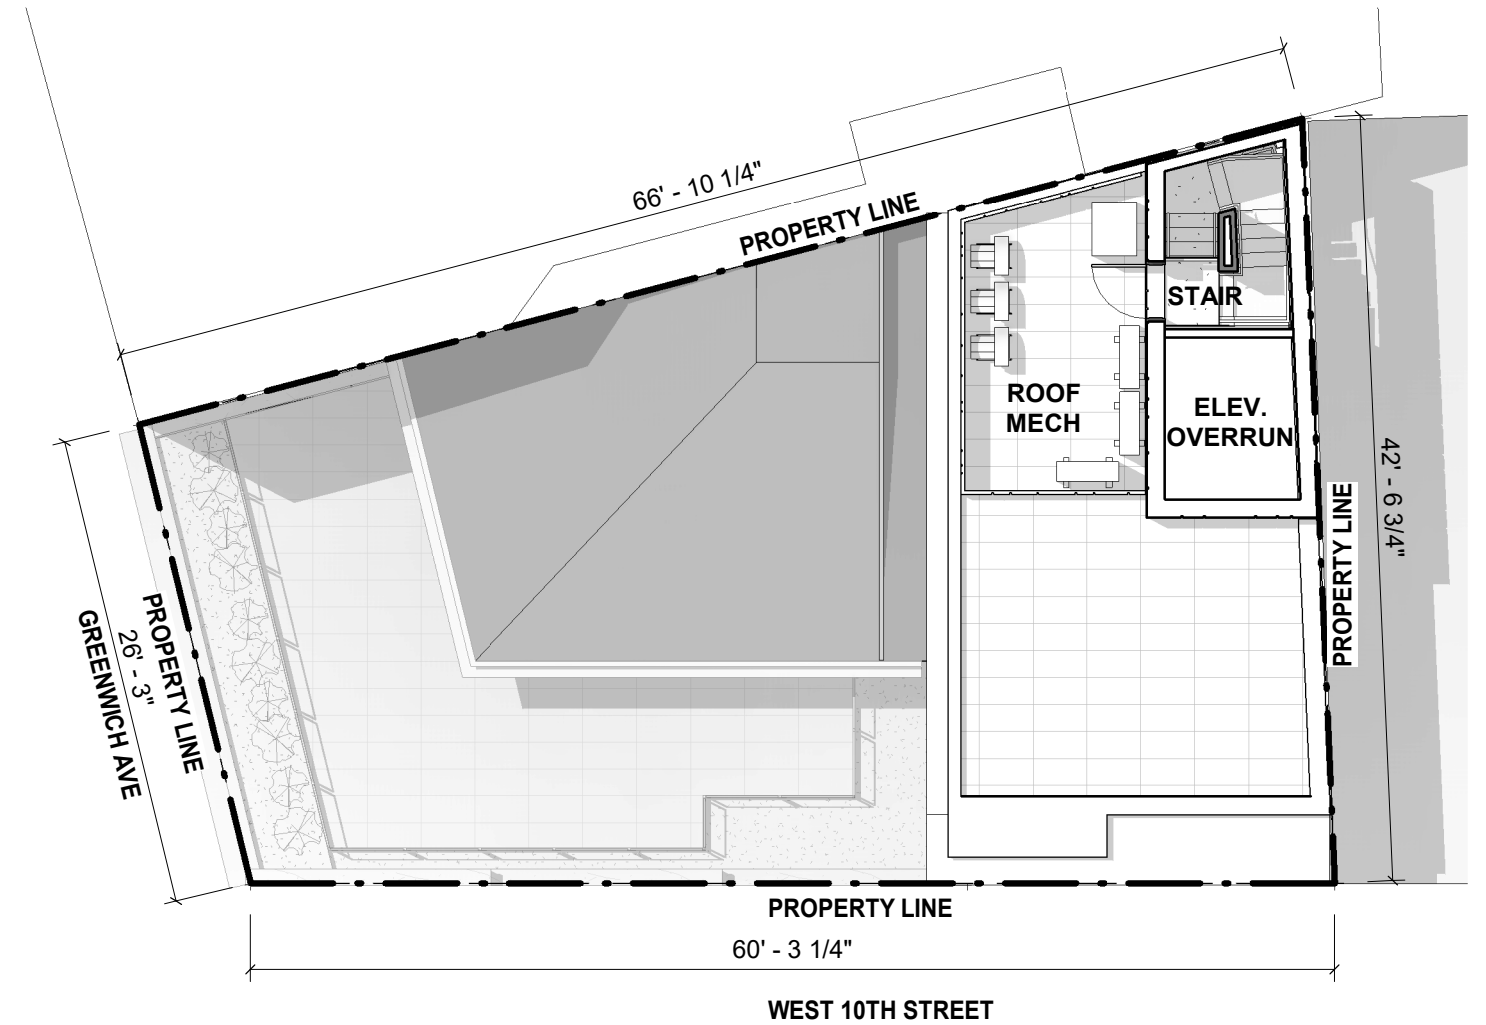 66' - 10 1/4"
PROPERTY LINE
STAIR
ROOF
MECH
ELEV.
OVERRUN
42' - 6 3/4"
PROPERTY LINE
PROPERTY LINE
26' - 3"
GREENWICH AVE
PROPERTY LINE
60' - 3 1/4"
WEST 10TH STREET